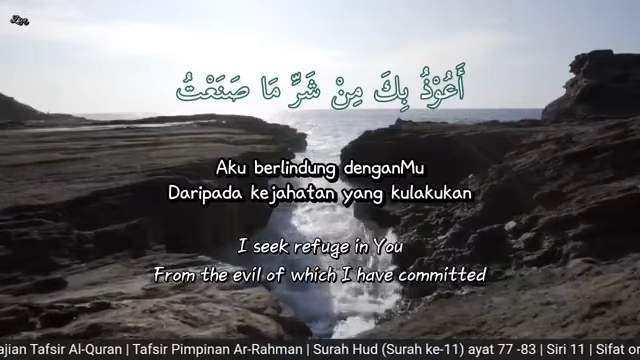 أَعُوْذُ بِكَ مِنْ شَرِّ مَا صَنَعْتُ
Aku berlindung denganMu
Daripada kejahatan yang kulakukan
I seek refuge in You
From the evil of which I have committed
ajian Tafsir Al-Quran | Tafsir Pimpinan Ar-Rahman | Surah Hud (Surah ke-11) ayat 77 -83 | Siri 11 | Sifat or